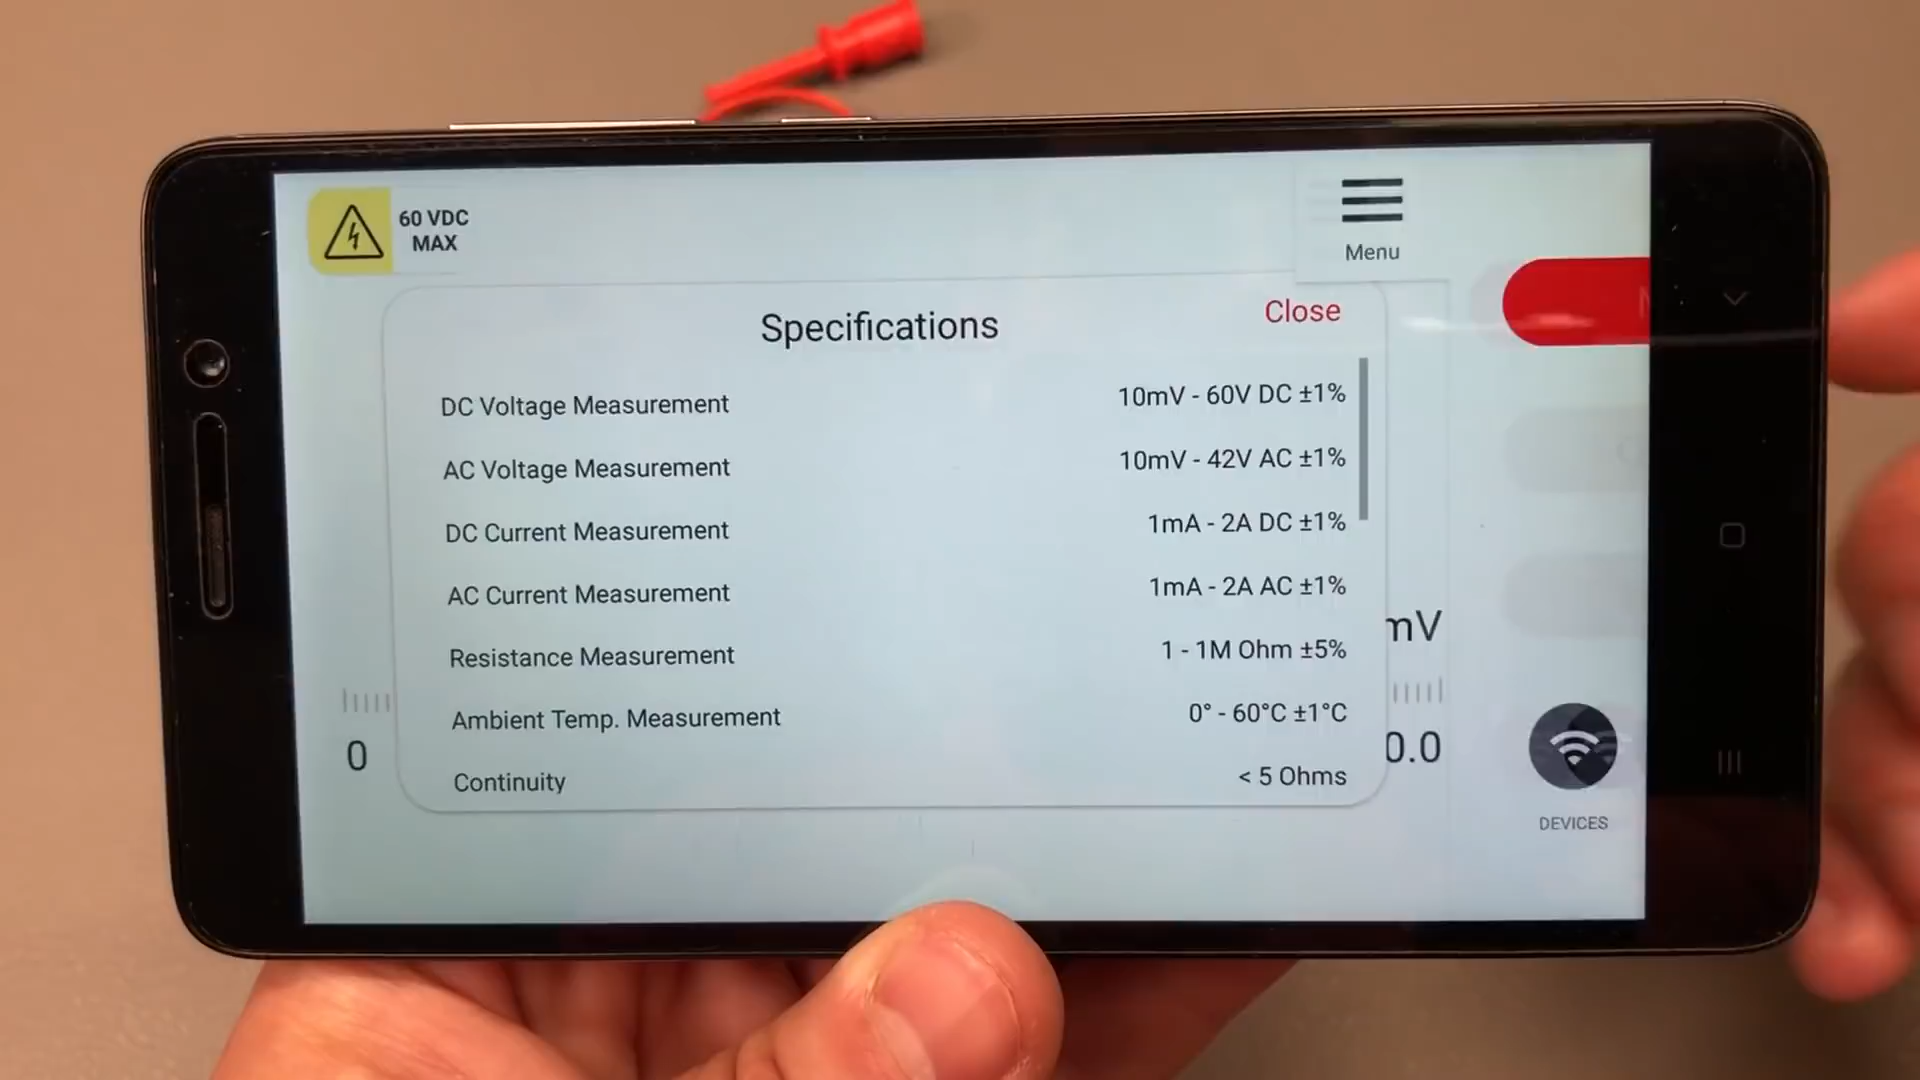 60 VDC
MAX
Menu
Specifications
Close
DC Voltage Measurement 10mV - 60V DC ±1%
AC Voltage Measurement 10mV - 42V AC ±1%
DC Current Measurement 1mA - 2A DC ±1%
AC Current Measurement 1mA - 2A AC ±1%
Resistance Measurement 1 - 1M Ohm ±5%
Ambient Temp. Measurement 0° - 60°C ±1°C
Continuity < 5 Ohms
mV
0
0.0
DEVICES